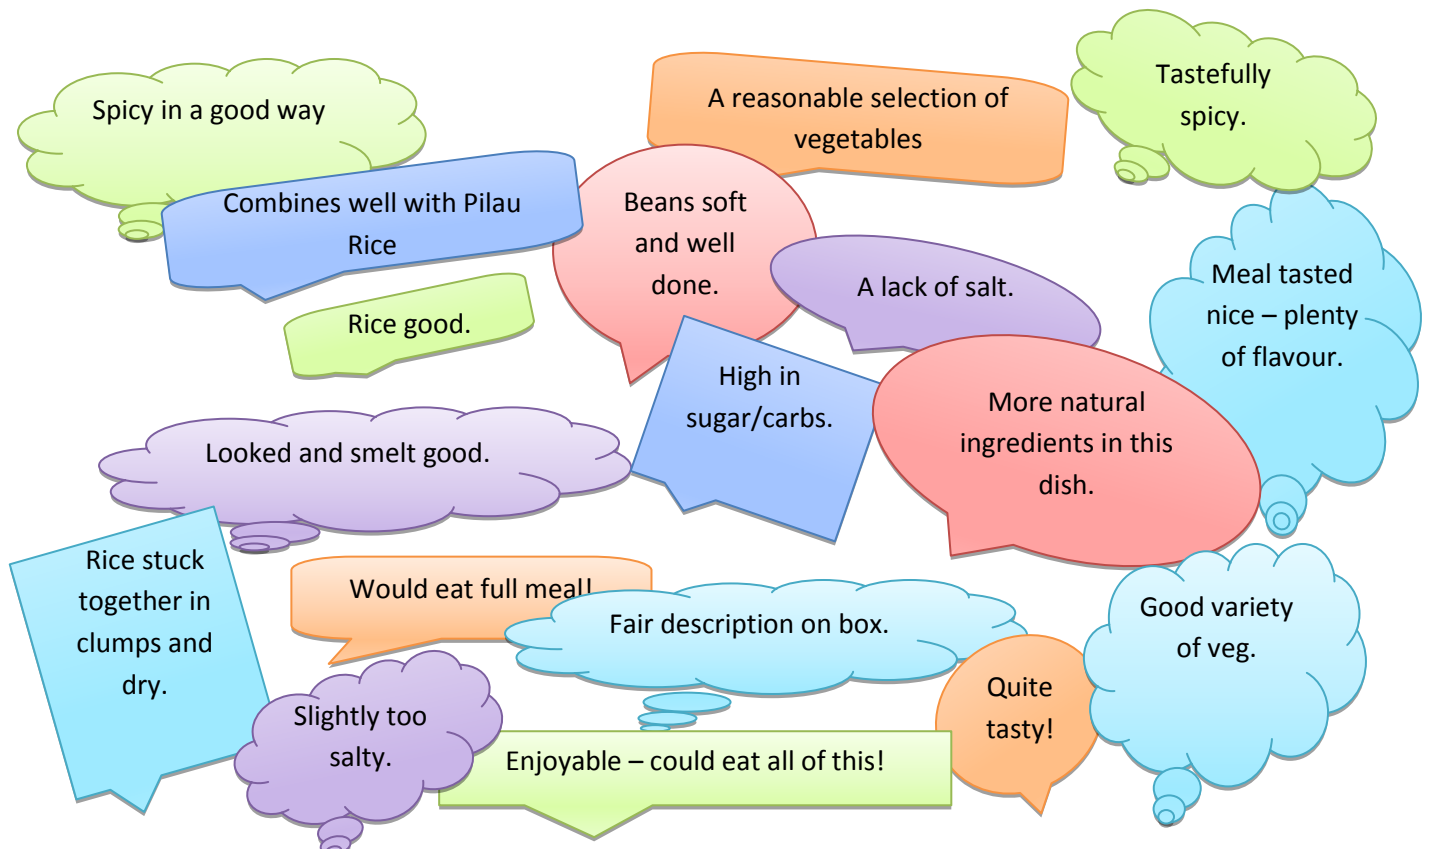 Spicy in a good way
A reasonable selection of
vegetables
Tastefully
spicy.
Combines well with Pilau
Rice
Beans soft
and well
done.
A lack of salt.
Meal tasted
nice – plenty
of flavour.
Rice good.
High in
sugar/carbs.
More natural
ingredients in this
dish.
Looked and smelt good.
Rice stuck
together in
clumps and
dry.
Would eat full meal!
Fair description on box.
Good variety
of veg.
Slightly too
salty.
Quite
tasty!
Enjoyable – could eat all of this!